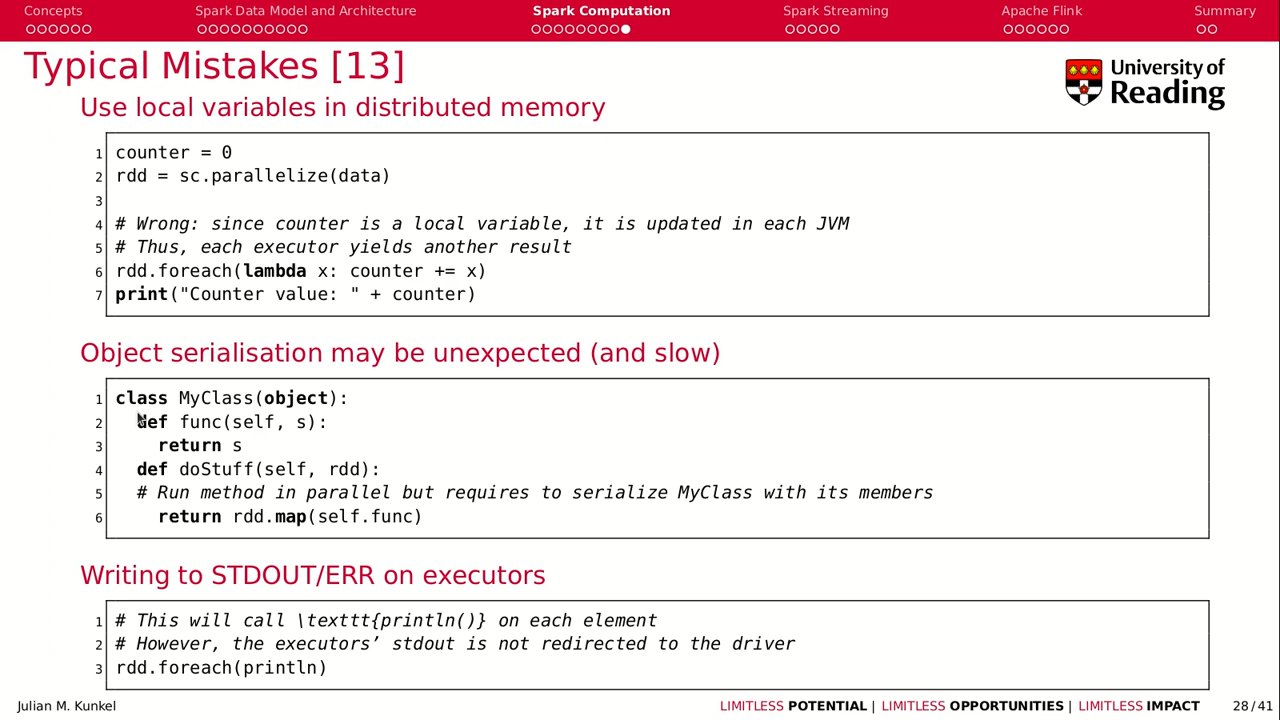 Concepts Spark Data Model and Architecture Spark Computation Spark Streaming Apache Flink Summary
Typical Mistakes [13]
University of
Reading
Use local variables in distributed memory
1 counter = 0
2 rdd = sc.parallelize(data)
3
4 # Wrong: since counter is a local variable, it is updated in each JVM
5 # Thus, each executor yields another result
6 rdd.foreach(lambda x: counter += x)
7 print("Counter value: " + counter)
Object serialisation may be unexpected (and slow)
1 class MyClass(object):
2 def func(self, s):
3 return s
4 def doStuff(self, rdd):
5 # Run method in parallel but requires to serialize MyClass with its members
6 return rdd.map(self.func)
Writing to STDOUT/ERR on executors
1 # This will call \texttt{println()} on each element
2 # However, the executors’ stdout is not redirected to the driver
3 rdd.foreach(println)
Julian M. Kunkel LIMITLESS POTENTIAL | LIMITLESS OPPORTUNITIES | LIMITLESS IMPACT 28/41